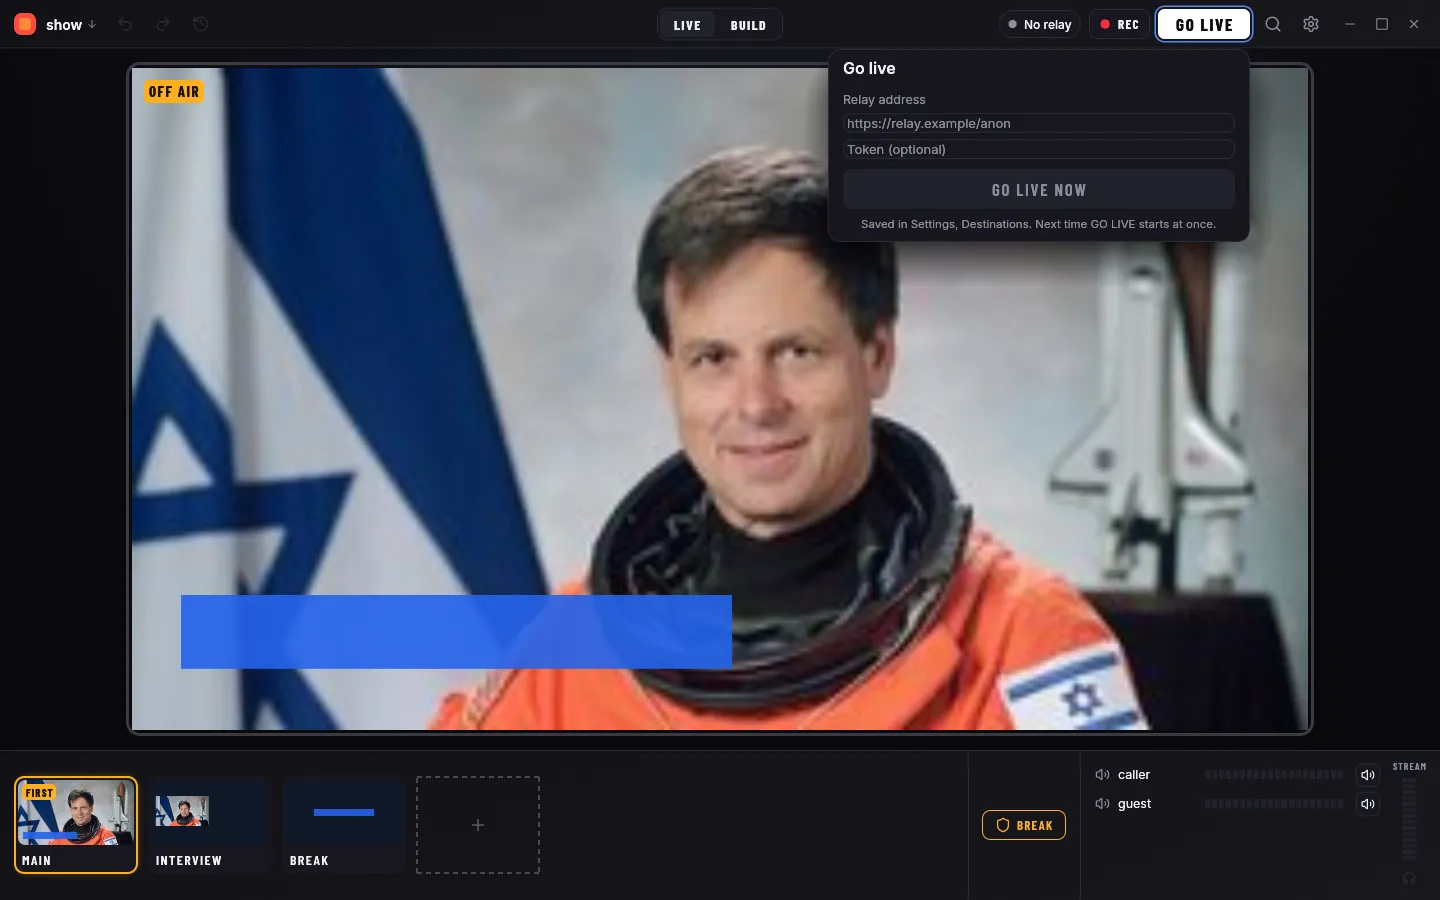 show
LIVE
BUILD
No relay
REC
GO LIVE
OFF AIR
Go live
Relay address
https://relay.example/anon
Token (optional)
GO LIVE NOW
Saved in Settings, Destinations. Next time GO LIVE starts at once.
FIRST
MAIN
INTERVIEW
BREAK
BREAK
caller
guest
STREAM